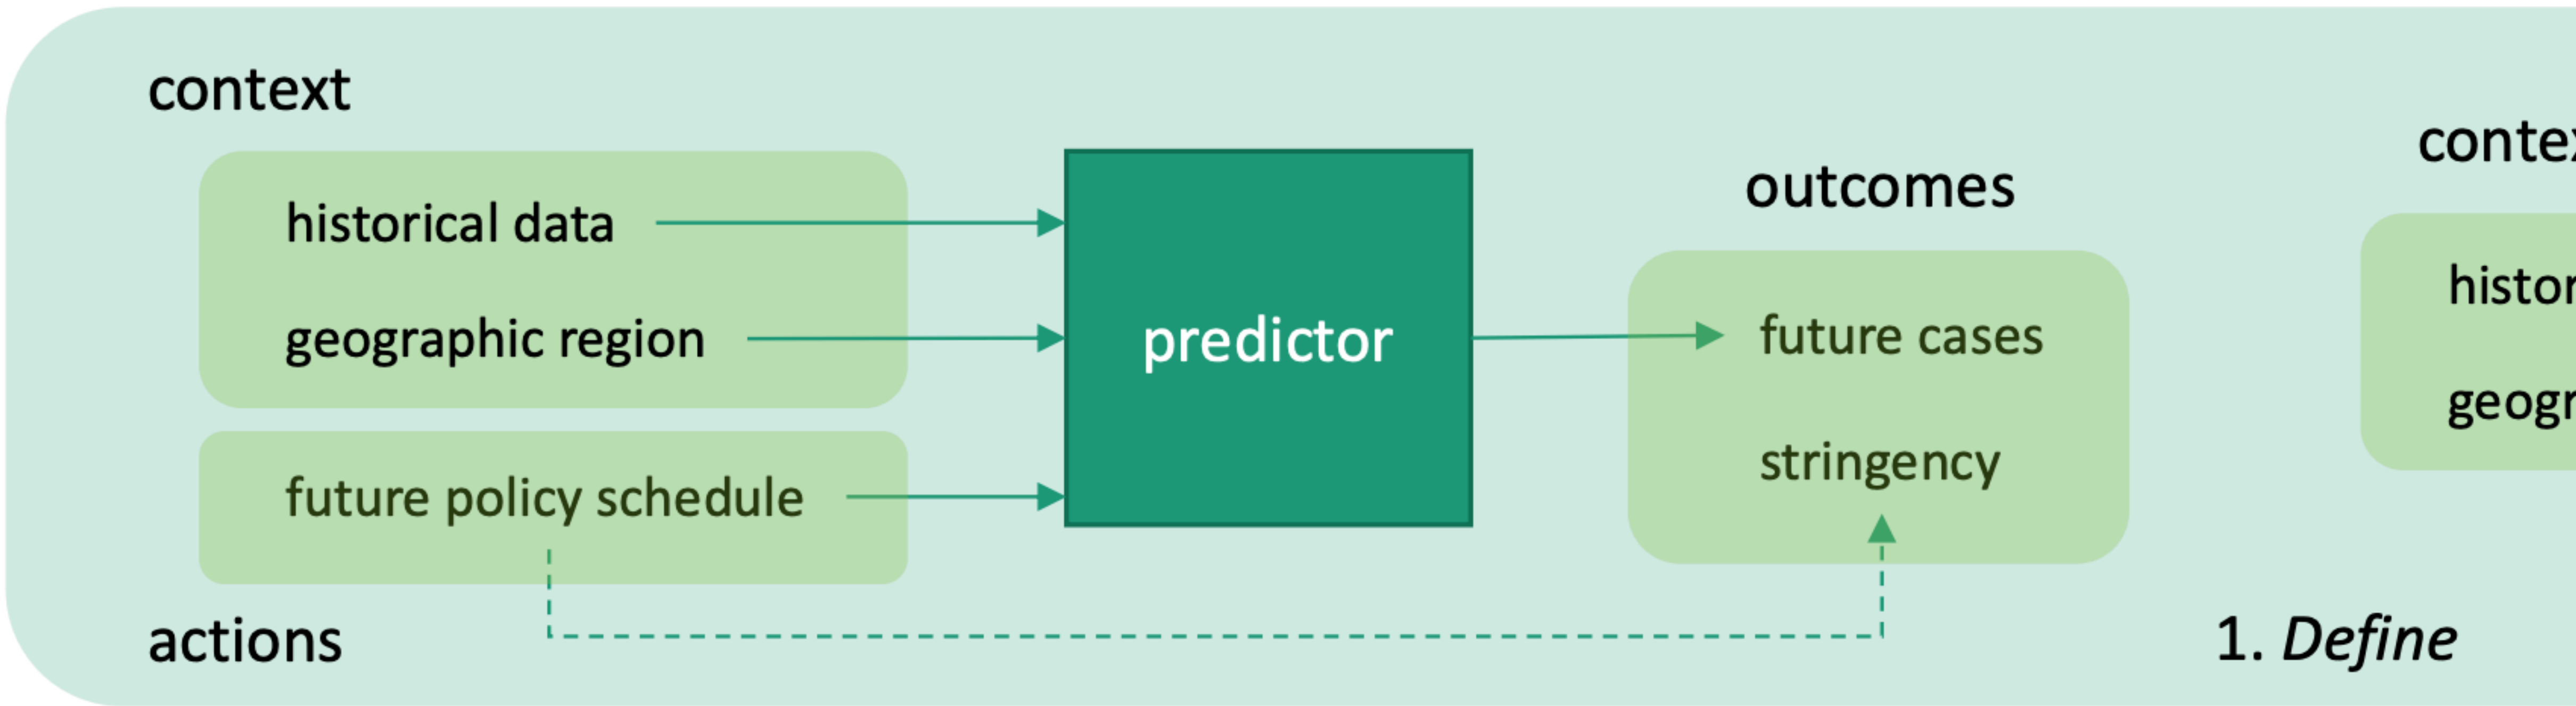 context
historical data
geographic region
future policy schedule
actions
predictor
outcomes
future cases
stringency
1. Define